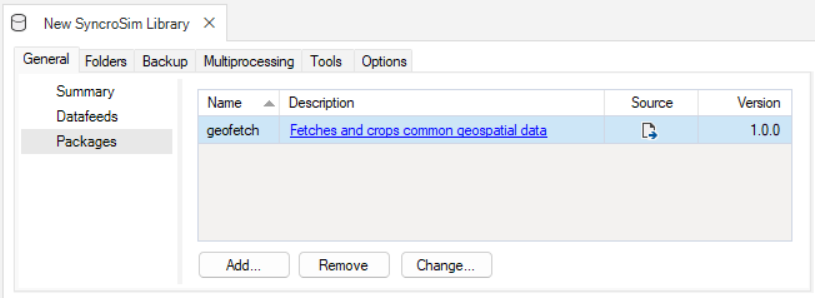 New SyncroSim Library
General Folders Backup Multiprocessing Tools Options
Summary
Datafeeds
Packages
Name Description Source Version
geofetch Fetches and crops common geospatial data 1.0.0
Add... Remove Change...